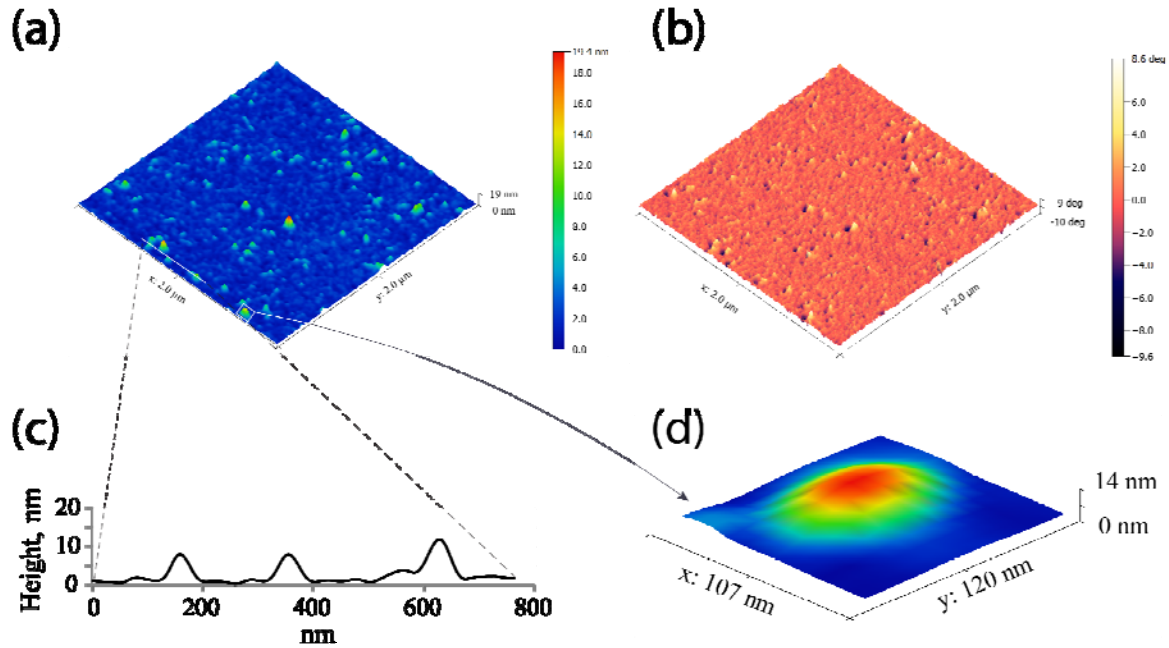 (a)
19.4 nm
18.0
16.0
14.0
12.0
10.0
8.0
6.0
4.0
2.0
0.0
19 nm
0 nm
x: 2.0 µm
y: 2.0 µm
(b)
8.6 deg
6.0
4.0
2.0
0.0
−2.0
−4.0
−6.0
−8.0
−9.6
9 deg
-10 deg
x: 2.0 µm
y: 2.0 µm
(c)
Height, nm
20
10
0
0 200 400 600 800
nm
(d)
14 nm
0 nm
x: 107 nm
y: 120 nm